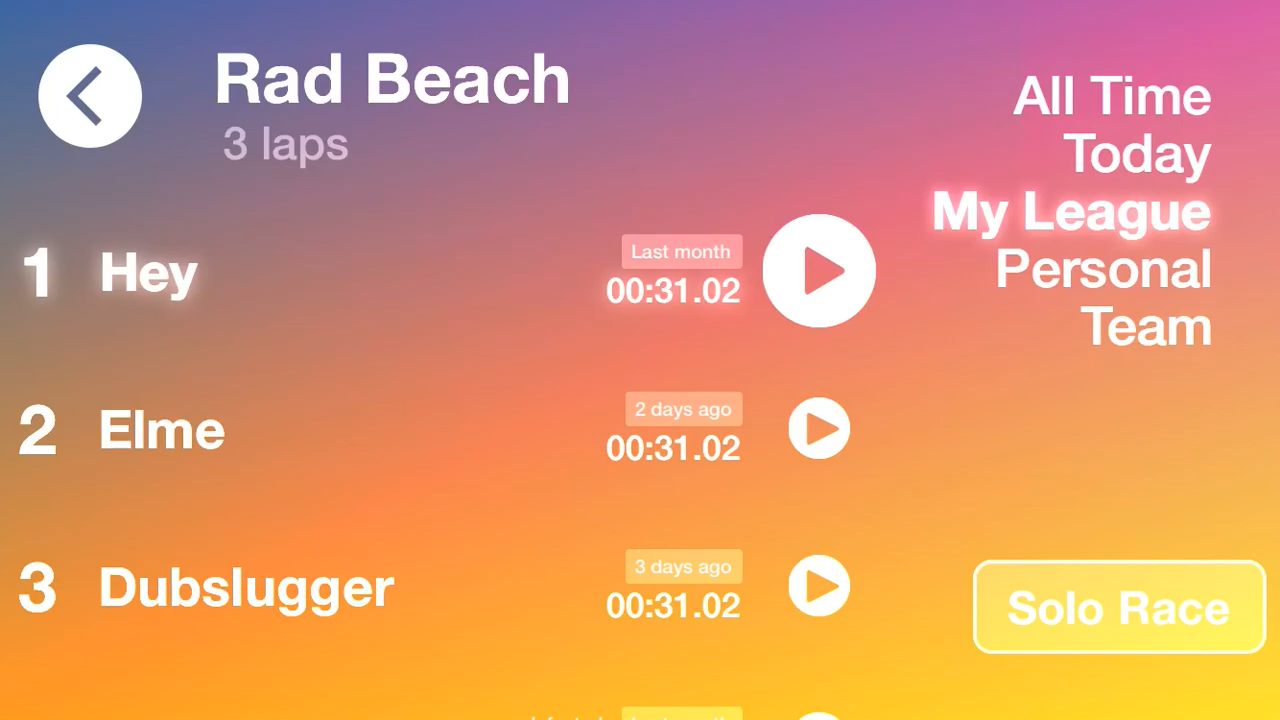 Rad Beach
3 laps
All Time
Today
My League
Personal
Team
1 Hey
Last month
00:31.02
2 Elme
2 days ago
00:31.02
3 Dubslugger
3 days ago
00:31.02
Solo Race